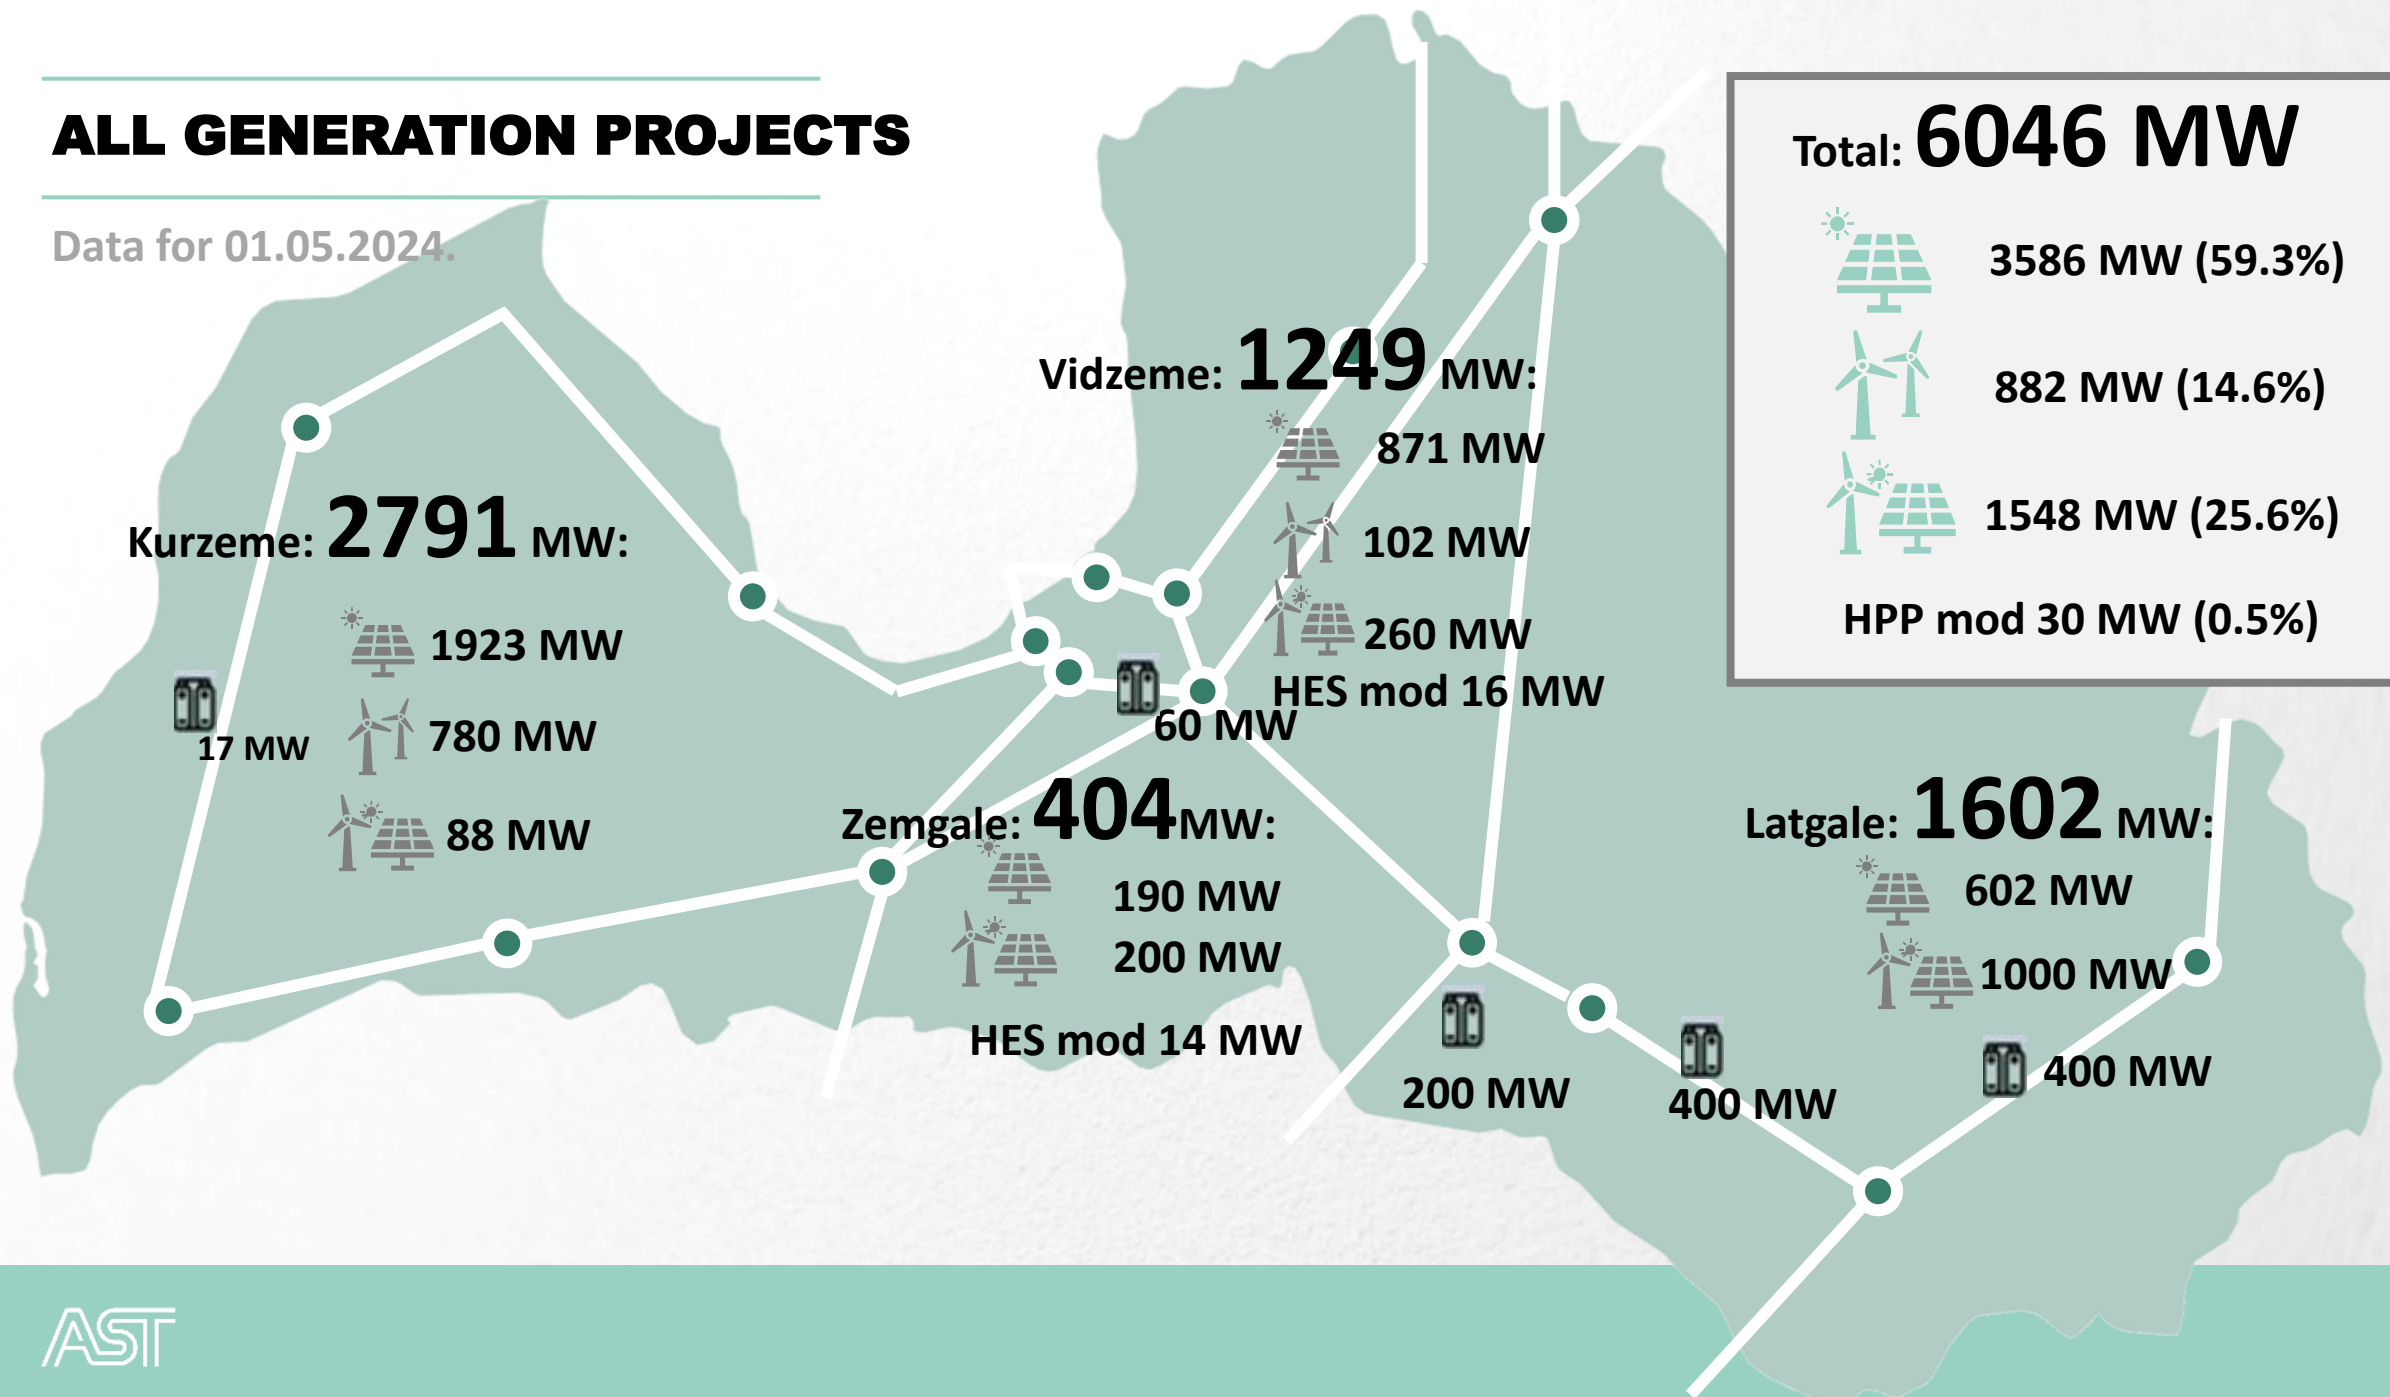 ALL GENERATION PROJECTS
Data for 01.05.2024.
Total: 6046 MW
3586 MW (59.3%)
882 MW (14.6%)
1548 MW (25.6%)
HPP mod 30 MW (0.5%)
Vidzeme: 1249 MW:
871 MW
102 MW
260 MW
HES mod 16 MW
60 MW
Kurzeme: 2791 MW:
1923 MW
780 MW
17 MW
88 MW
Zemgale: 404MW:
190 MW
200 MW
HES mod 14 MW
Latgale: 1602 MW:
602 MW
1000 MW
200 MW
400 MW
400 MW
AST